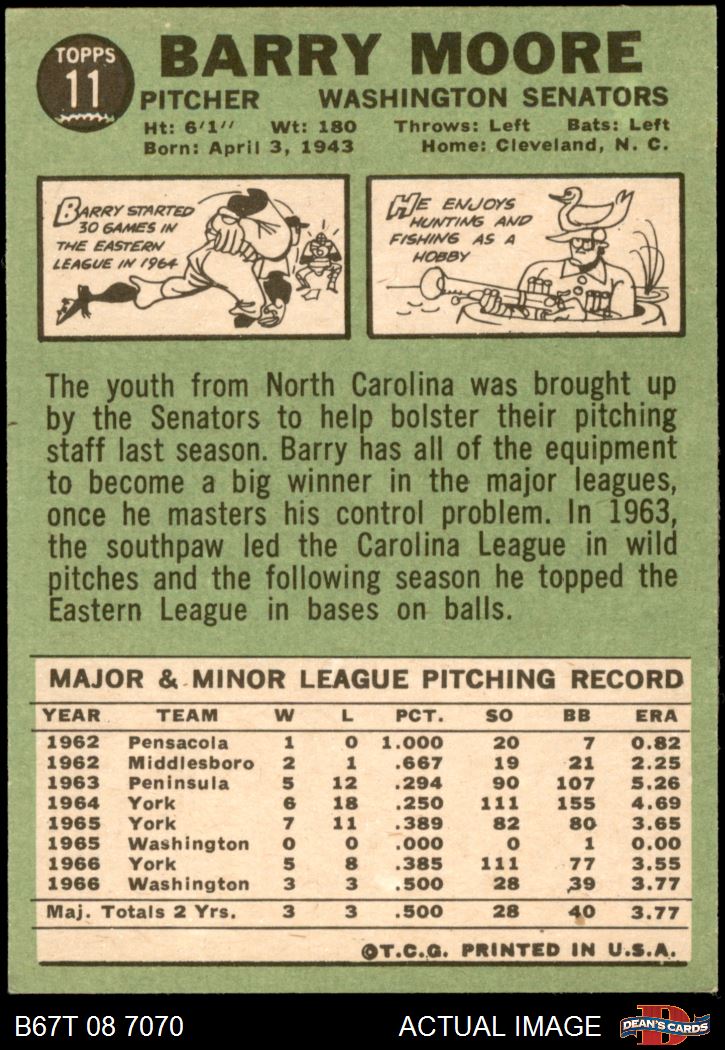 TOPPS
11
BARRY MOORE
PITCHER WASHINGTON SENATORS
Ht: 6'1" Wt: 180 Throws: Left Bats: Left
Born: April 3, 1943 Home: Cleveland, N. C.
BARRY STARTED
30 GAMES IN
THE EASTERN
LEAGUE IN 1964
HE ENJOYS
HUNTING AND
FISHING AS A
HOBBY
The youth from North Carolina was brought up
by the Senators to help bolster their pitching
staff last season. Barry has all of the equipment
to become a big winner in the major leagues,
once he masters his control problem. In 1963,
the southpaw led the Carolina League in wild
pitches and the following season he topped the
Eastern League in bases on balls.
MAJOR & MINOR LEAGUE PITCHING RECORD
YEAR TEAM W L PCT. SO BB ERA
1962 Pensacola 1 0 1.000 20 7 0.82
1962 Middlesboro 2 1 .667 19 21 2.25
1963 Peninsula 5 12 .294 90 107 5.26
1964 York 6 18 .250 111 155 4.69
1965 York 7 11 .389 82 80 3.65
1965 Washington 0 0 .000 0 1 0.00
1966 York 5 8 .385 111 77 3.55
1966 Washington 3 3 .500 28 39 3.77
Maj. Totals 2 Yrs. 3 3 .500 28 40 3.77
©T.C.G. PRINTED IN U.S.A.
B67T 08 7070 ACTUAL IMAGE
D
DEAN'S CARDS